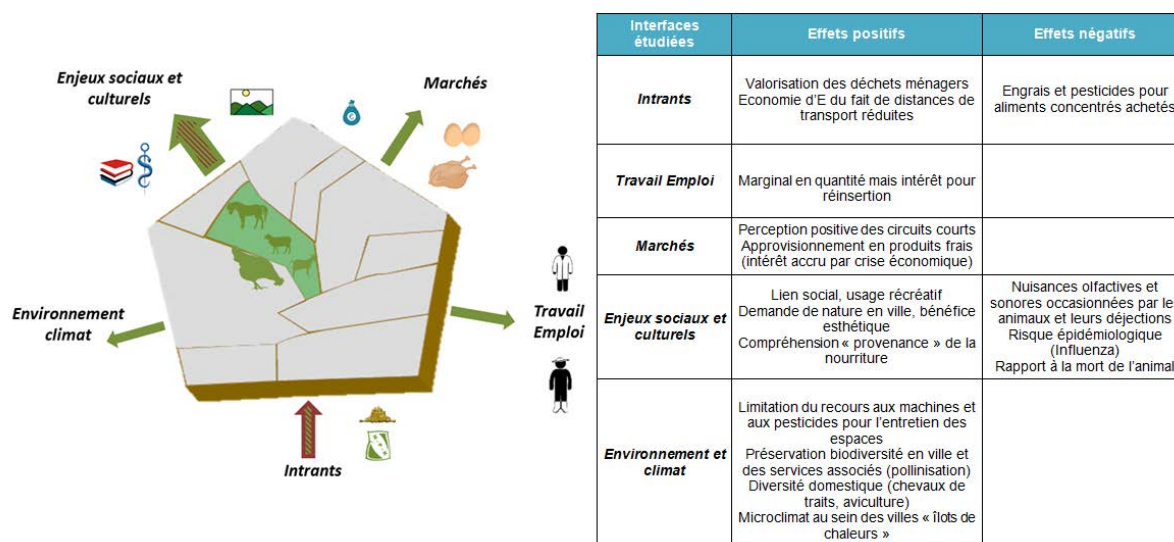 Enjeux sociaux et
culturels
Marchés
Environnement
climat
Travail
Emploi
Intrants
Interfaces
étudiées
Effets positifs
Effets négatifs
Intrants
Valorisation des déchets ménagers
Economie d'E du fait de distances de
transport réduites
Engrais et pesticides pour
aliments concentrés achetés
Travail Emploi
Marginal en quantité mais intérêt pour
réinsertion
Marchés
Perception positive des circuits courts
Approvisionnement en produits frais
(intérêt accru par crise économique)
Enjeux sociaux et
culturels
Lien social, usage récréatif
Demande de nature en ville, bénéfice
esthétique
Compréhension « provenance » de la
nourriture
Nuisances olfactives et
sonores occasionnées par le
animaux et leurs déjections
Risque épidémiologique
(Influenza)
Rapport à la mort de l'animal
Environnement et
climat
Limitation du recours aux machines et
aux pesticides pour l'entretien des
espaces
Préservation biodiversité en ville et
des services associés (pollinisation)
Diversité domestique (chevaux de
traits, aviculture)
Microclimat au sein des villes « îlots de
chaleurs »